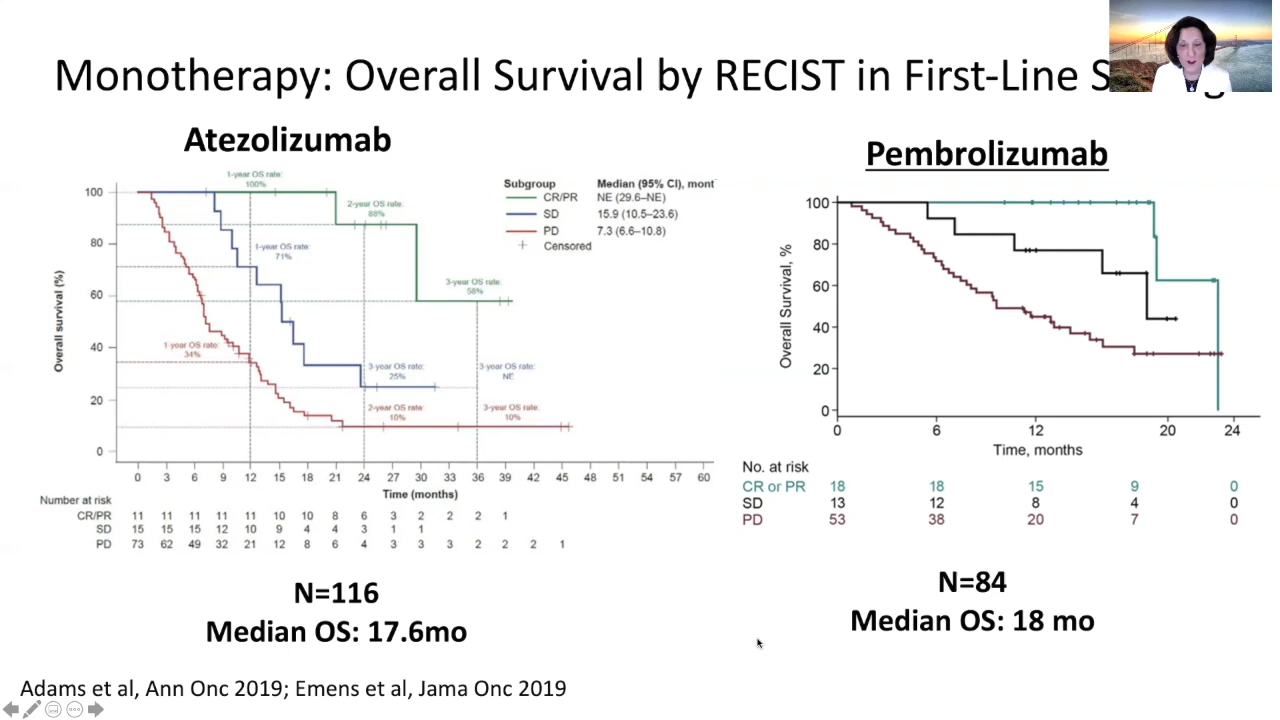 Monotherapy: Overall Survival by RECIST in First-Line S g
Atezolizumab
1-year OS rate:
100%
2-year OS rate:
88%
1-year OS rate:
71%
3-year OS rate:
58%
1-year OS rate:
34%
3-year OS rate:
25%
3-year OS rate:
NE
2-year OS rate:
10%
3-year OS rate:
10%
Subgroup Median (95% CI), mont
CR/PR NE (29.6–NE)
SD 15.9 (10.5–23.6)
PD 7.3 (6.6–10.8)
Censored
Overall survival (%)
100
80
60
40
20
0
0 3 6 9 12 15 18 21 24 27 30 33 36 39 42 45 48 51 54 57 60
Time (months)
Number at risk
CR/PR 11 11 11 11 11 10 10 8 6 3 2 2 2 1
SD 15 15 15 12 10 9 4 4 3 1 1
PD 73 62 49 32 21 12 8 6 4 3 3 3 2 2 2 1
N=116
Median OS: 17.6mo
Pembrolizumab
Overall Survival, %
100
80
60
40
20
0
0 6 12 20 24
Time, months
No. at risk
CR or PR 18 18 15 9 0
SD 13 12 8 4 0
PD 53 38 20 7 0
N=84
Median OS: 18 mo
Adams et al, Ann Onc 2019; Emens et al, Jama Onc 2019